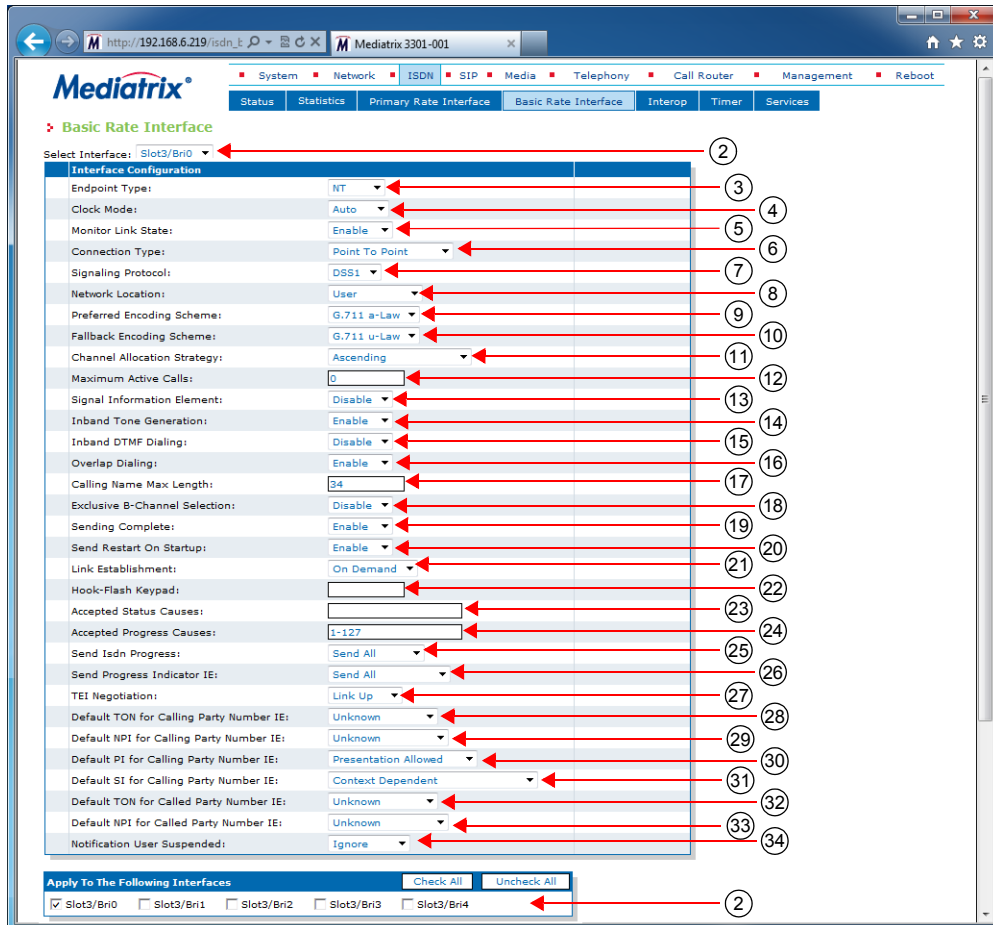 http://192.168.6.219/isdn_b
Mediatrix 3301-001
Mediatrix®
System Network ISDN SIP Media Telephony Call Router Management Reboot
Status Statistics Primary Rate Interface Basic Rate Interface Interop Timer Services
Basic Rate Interface
Select Interface: Slot3/Bri0 2
Interface Configuration
Endpoint Type: NT 3
Clock Mode: Auto 4
Monitor Link State: Enable 5
Connection Type: Point To Point 6
Signaling Protocol: DSS1 7
Network Location: User 8
Preferred Encoding Scheme: G.711 a-Law 9
Fallback Encoding Scheme: G.711 u-Law 10
Channel Allocation Strategy: Ascending 11
Maximum Active Calls: 0 12
Signal Information Element: Disable 13
Inband Tone Generation: Enable 14
Inband DTMF Dialing: Disable 15
Overlap Dialing: Enable 16
Calling Name Max Length: 34 17
Exclusive B-Channel Selection: Disable 18
Sending Complete: Enable 19
Send Restart On Startup: Enable 20
Link Establishment: On Demand 21
Hook-Flash Keypad: 22
Accepted Status Causes: 23
Accepted Progress Causes: 1-127 24
Send Isdn Progress: Send All 25
Send Progress Indicator IE: Send All 26
TEI Negotiation: Link Up 27
Default TON for Calling Party Number IE: Unknown 28
Default NPI for Calling Party Number IE: Unknown 29
Default PI for Calling Party Number IE: Presentation Allowed 30
Default SI for Calling Party Number IE: Context Dependent 31
Default TON for Called Party Number IE: Unknown 32
Default NPI for Called Party Number IE: Unknown 33
Notification User Suspended: Ignore 34
Apply To The Following Interfaces Check All Uncheck All
Slot3/Bri0 Slot3/Bri1 Slot3/Bri2 Slot3/Bri3 Slot3/Bri4 2